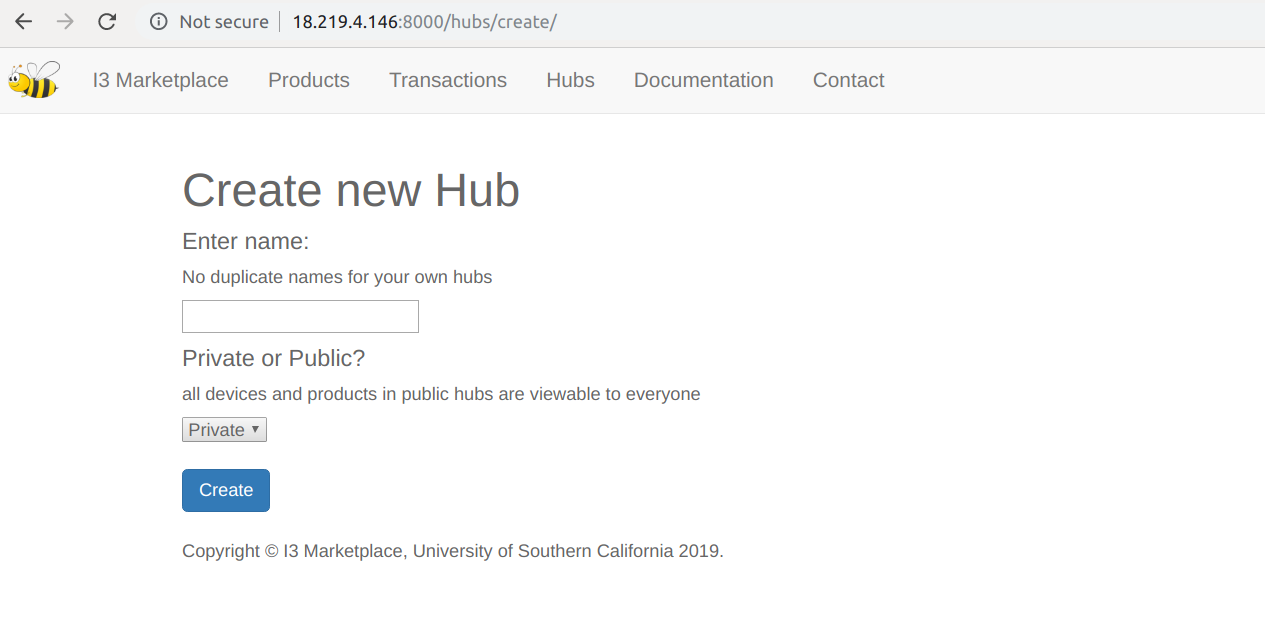 Not secure 18.219.4.146:8000/hubs/create/
I3 Marketplace Products Transactions Hubs Documentation Contact
Create new Hub
Enter name:
No duplicate names for your own hubs
Private or Public?
all devices and products in public hubs are viewable to everyone
Private
Create
Copyright © I3 Marketplace, University of Southern California 2019.